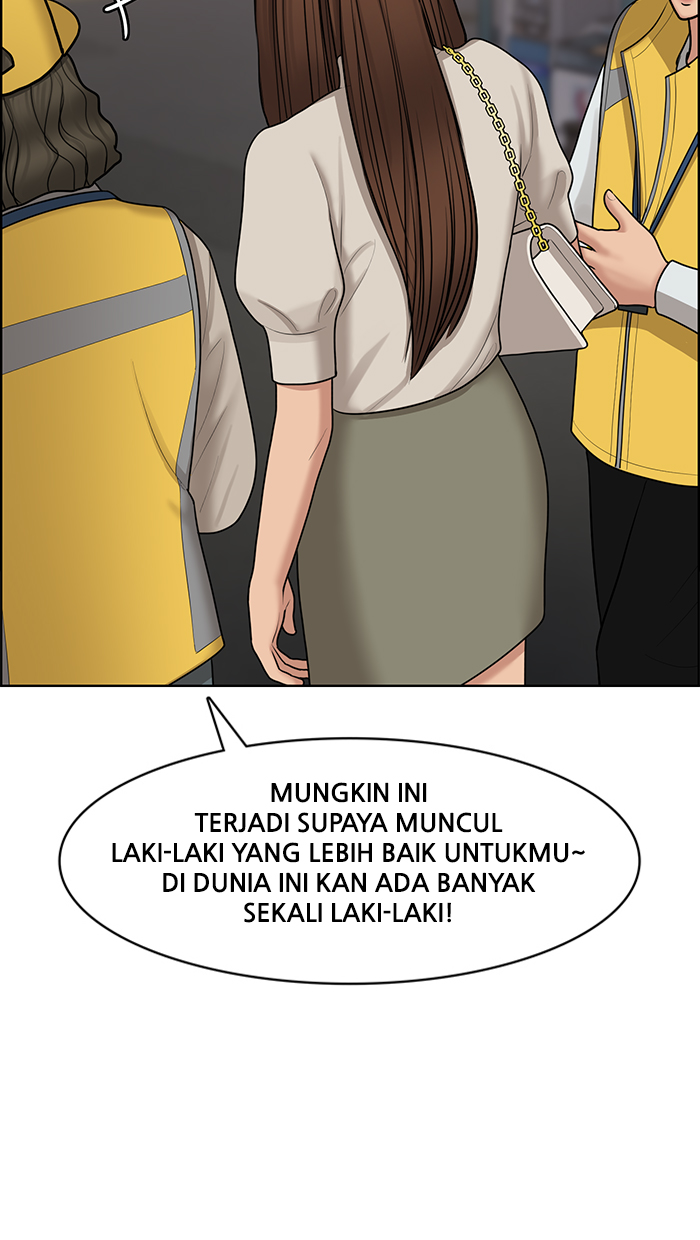 MUNGKIN INI
TERJADI SUPAYA MUNCUL
LAKI-LAKI YANG LEBIH BAIK UNTUKMU~
DI DUNIA INI KAN ADA BANYAK
SEKALI LAKI-LAKI!